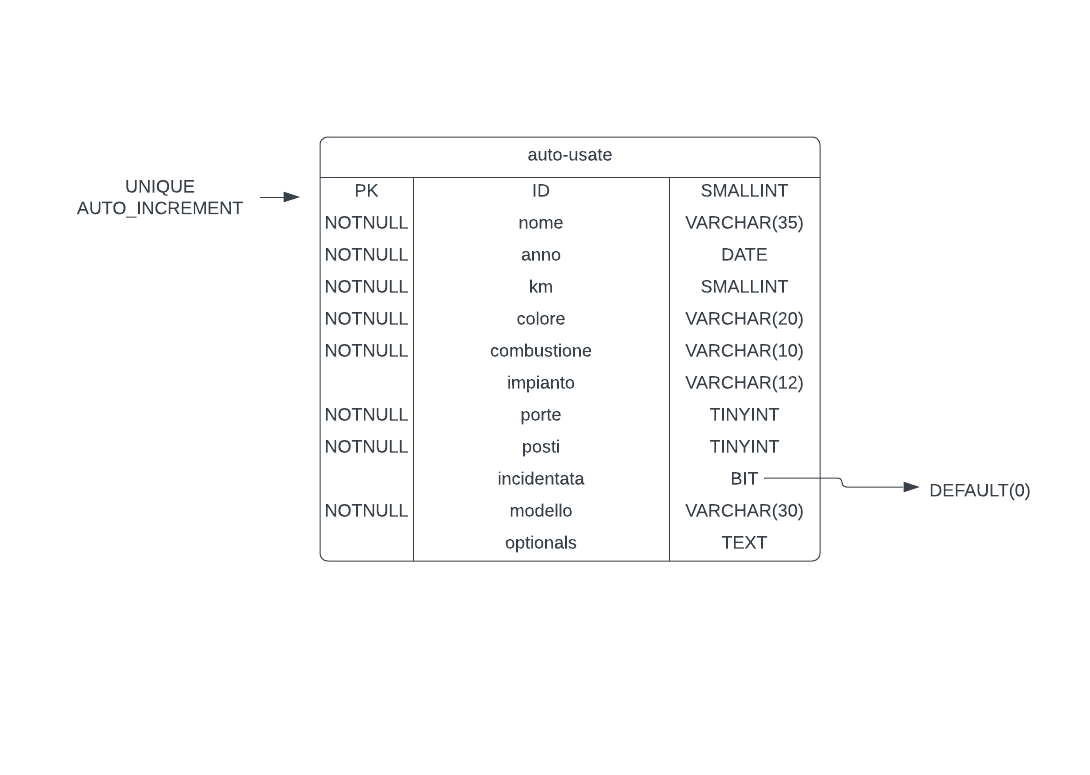 auto-usate
UNIQUE
AUTO_INCREMENT
PK ID SMALLINT
NOTNULL nome VARCHAR(35)
NOTNULL anno DATE
NOTNULL km SMALLINT
NOTNULL colore VARCHAR(20)
NOTNULL combustione VARCHAR(10)
impianto VARCHAR(12)
NOTNULL porte TINYINT
NOTNULL posti TINYINT
incidentata BIT
DEFAULT(0)
NOTNULL modello VARCHAR(30)
optionals TEXT